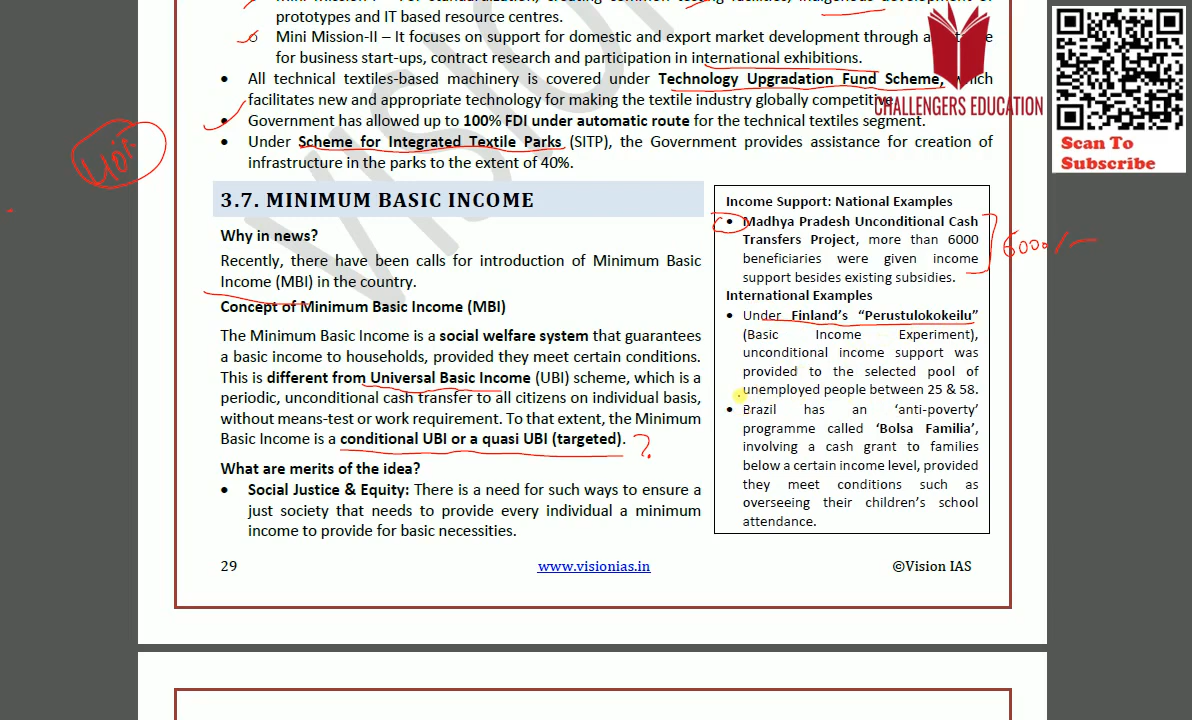 prototypes and IT based resource centres.
o Mini Mission-II – It focuses on support for domestic and export market development through a
for business start-ups, contract research and participation in international exhibitions.
• All technical textiles-based machinery is covered under Technology Upgradation Fund Scheme, which
facilitates new and appropriate technology for making the textile industry globally competitive.
• Government has allowed up to 100% FDI under automatic route for the technical textiles segment.
• Under Scheme for Integrated Textile Parks (SITP), the Government provides assistance for creation of
infrastructure in the parks to the extent of 40%.
CHALLENGERS EDUCATION
Scan To
Subscribe
3.7. MINIMUM BASIC INCOME
Why in news?
Recently, there have been calls for introduction of Minimum Basic
Income (MBI) in the country.
Concept of Minimum Basic Income (MBI)
The Minimum Basic Income is a social welfare system that guarantees
a basic income to households, provided they meet certain conditions.
This is different from Universal Basic Income (UBI) scheme, which is a
periodic, unconditional cash transfer to all citizens on individual basis,
without means-test or work requirement. To that extent, the Minimum
Basic Income is a conditional UBI or a quasi UBI (targeted). ?
What are merits of the idea?
• Social Justice & Equity: There is a need for such ways to ensure a
just society that needs to provide every individual a minimum
income to provide for basic necessities.
Income Support: National Examples
• Madhya Pradesh Unconditional Cash
Transfers Project, more than 6000
beneficiaries were given income
support besides existing subsidies.
6000/-
International Examples
• Under Finland's "Perustulokokeilu"
(Basic Income Experiment),
unconditional income support was
provided to the selected pool of
unemployed people between 25 & 58.
• Brazil has an 'anti-poverty'
programme called 'Bolsa Familia',
involving a cash grant to families
below a certain income level, provided
they meet conditions such as
overseeing their children's school
attendance.
29
www.visionias.in
©Vision IAS